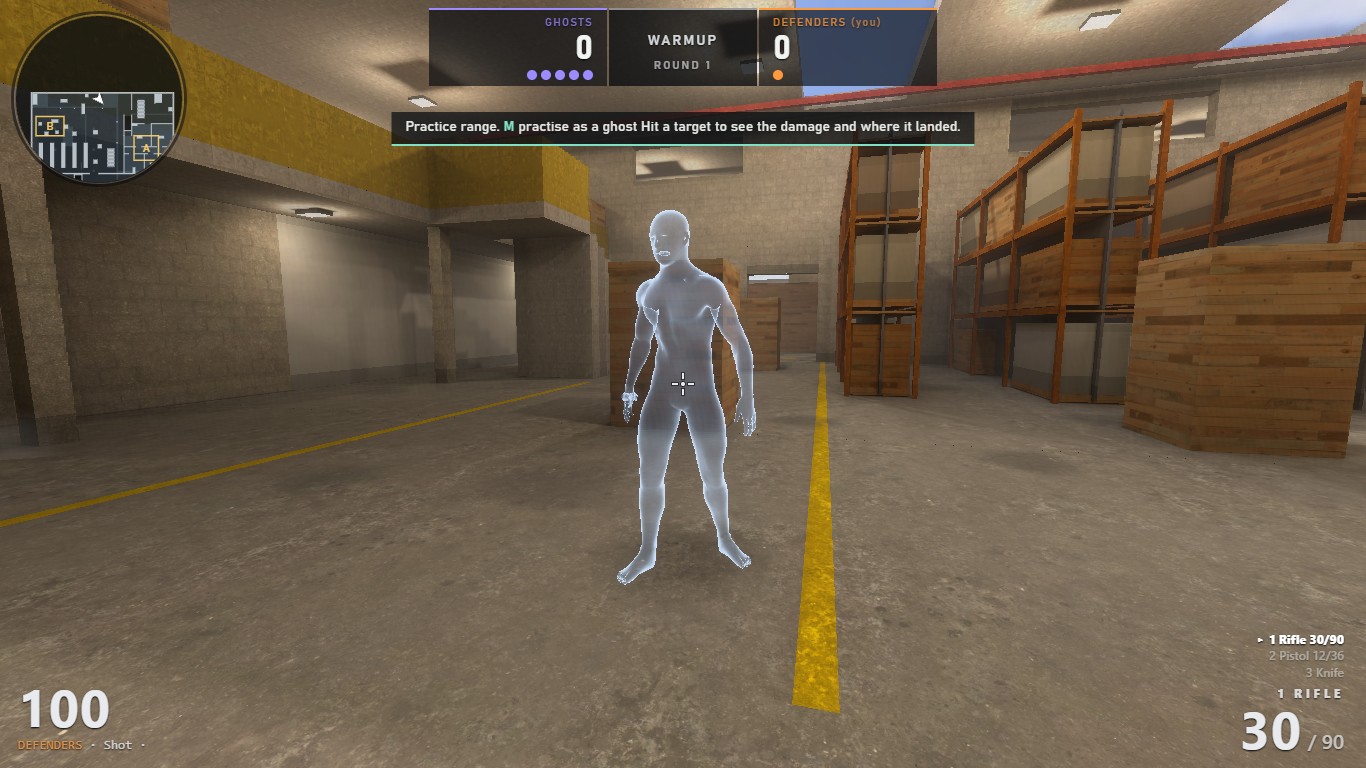 GHOSTS
0
WARMUP
ROUND 1
DEFENDERS (you)
0
Practice range. M practise as a ghost Hit a target to see the damage and where it landed.
B
A
▸ 1 Rifle 30/90
2 Pistol 12/36
3 Knife
1 RIFLE
30 / 90
100
DEFENDERS · Shot ·